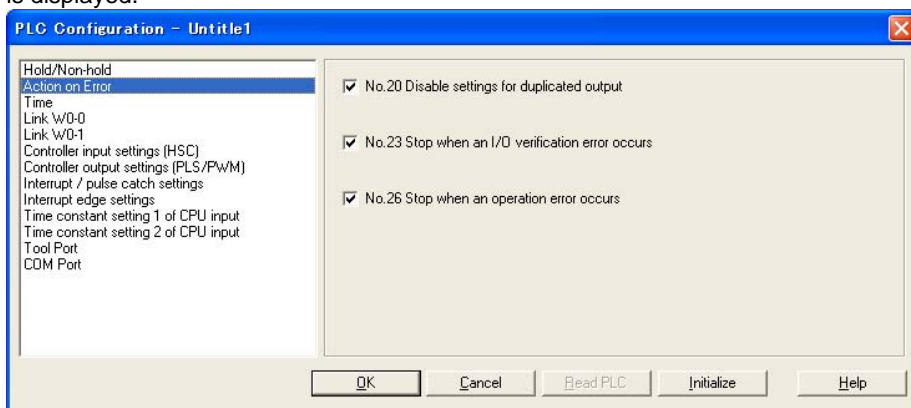 is displayed.
PLC Configuration - Untitle1
Hold/Non-hold
Action on Error
Time
Link W0-0
Link W0-1
Controller input settings (HSC)
Controller output settings (PLS/PWM)
Interrupt / pulse catch settings
Interrupt edge settings
Time constant setting 1 of CPU input
Time constant setting 2 of CPU input
Tool Port
COM Port
No.20 Disable settings for duplicated output
No.23 Stop when an I/O verification error occurs
No.26 Stop when an operation error occurs
OK
Cancel
Read PLC
Initialize
Help